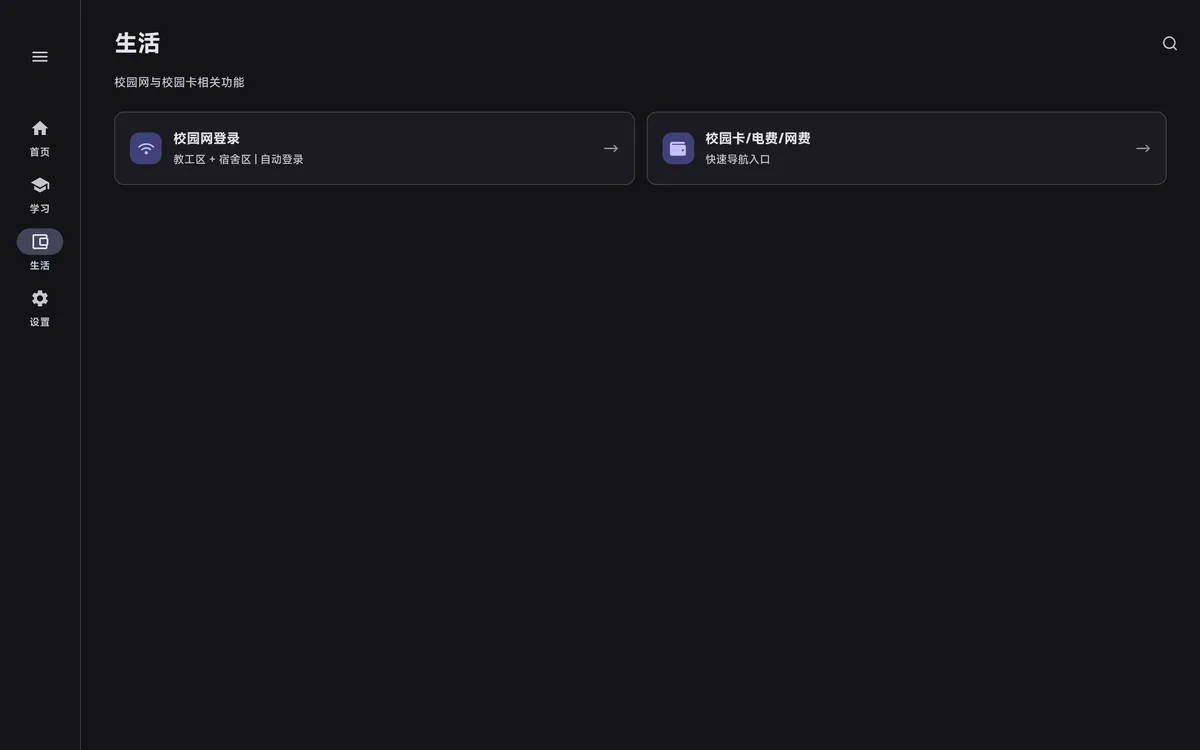 生活
校园网与校园卡相关功能
校园网登录
教工区 + 宿舍区 | 自动登录
校园卡/电费/网费
快速导航入口
首页
学习
生活
设置